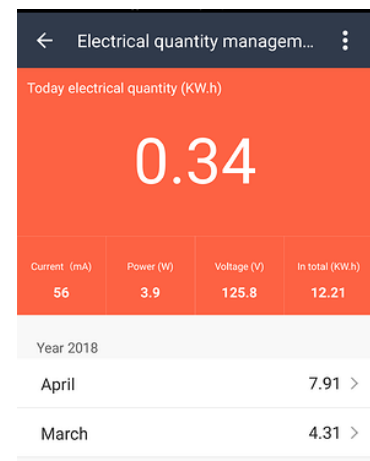 Electrical quantity managem...
Today electrical quantity (KW.h)
0.34
Current (mA) Power (W) Voltage (V) In total (KW.h)
56 3.9 125.8 12.21
Year 2018
April 7.91
March 4.31